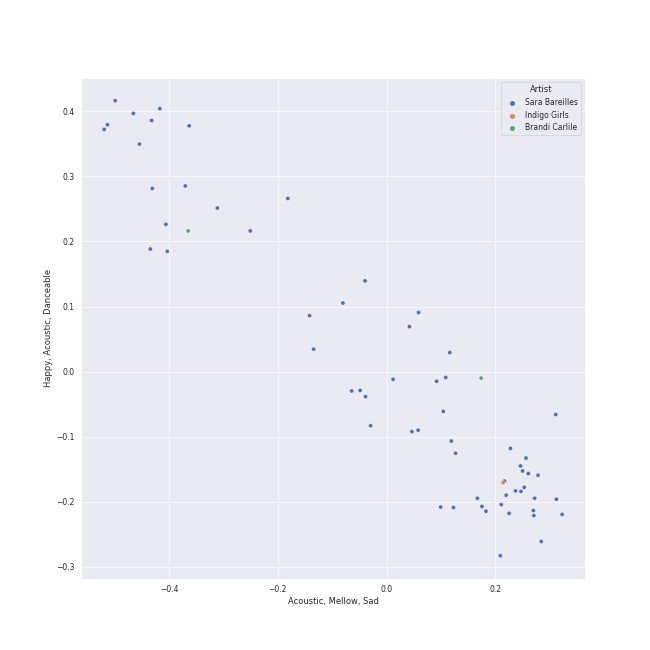 Artist
Sara Bareilles
Indigo Girls
Brandi Carlile
Happy, Acoustic, Danceable
0.4
0.3
0.2
0.1
0.0
−0.1
−0.2
−0.3
−0.4
−0.2
0.0
0.2
Acoustic, Mellow, Sad